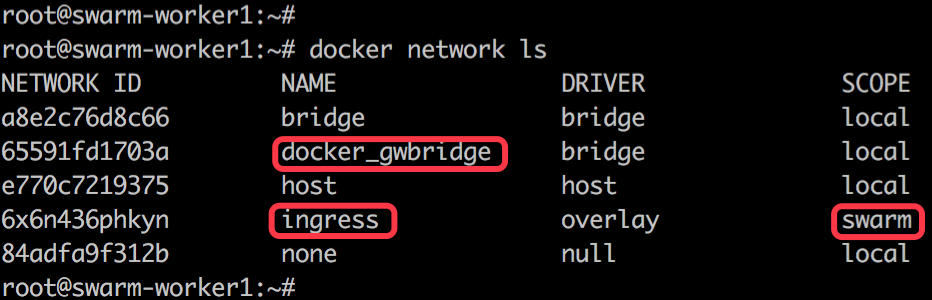 root@swarm-worker1:~#
root@swarm-worker1:~# docker network ls
NETWORK ID NAME DRIVER SCOPE
a8e2c76d8c66 bridge bridge local
65591fd1703a docker_gwbridge bridge local
e770c7219375 host host local
6x6n436phkyn ingress overlay swarm
84adfa9f312b none null local
root@swarm-worker1:~#